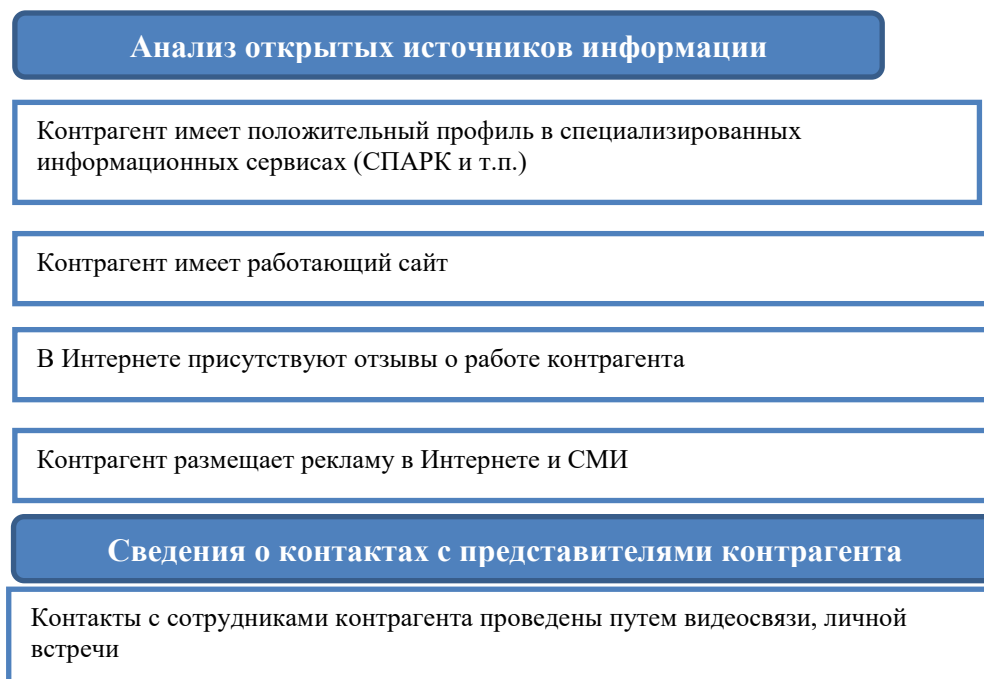 Анализ открытых источников информации
Контрагент имеет положительный профиль в специализированных
информационных сервисах (СПАРК и т.п.)
Контрагент имеет работающий сайт
В Интернете присутствуют отзывы о работе контрагента
Контрагент размещает рекламу в Интернете и СМИ
Сведения о контактах с представителями контрагента
Контакты с сотрудниками контрагента проведены путем видеосвязи, личной
встречи